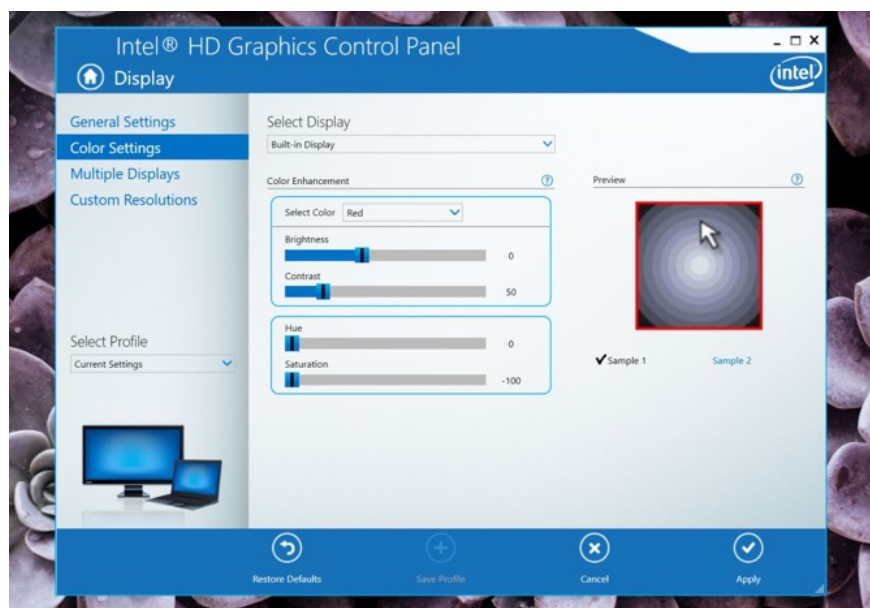 Intel® HD Graphics Control Panel
Display
intel
General Settings
Color Settings
Multiple Displays
Custom Resolutions
Select Profile
Current Settings
Select Display
Built-in Display
Color Enhancement
?
Select Color Red
Brightness
0
Contrast
50
Hue
0
Saturation
-100
Preview
?
Sample 1 Sample 2
Restore Defaults
Save Profile
Cancel
Apply